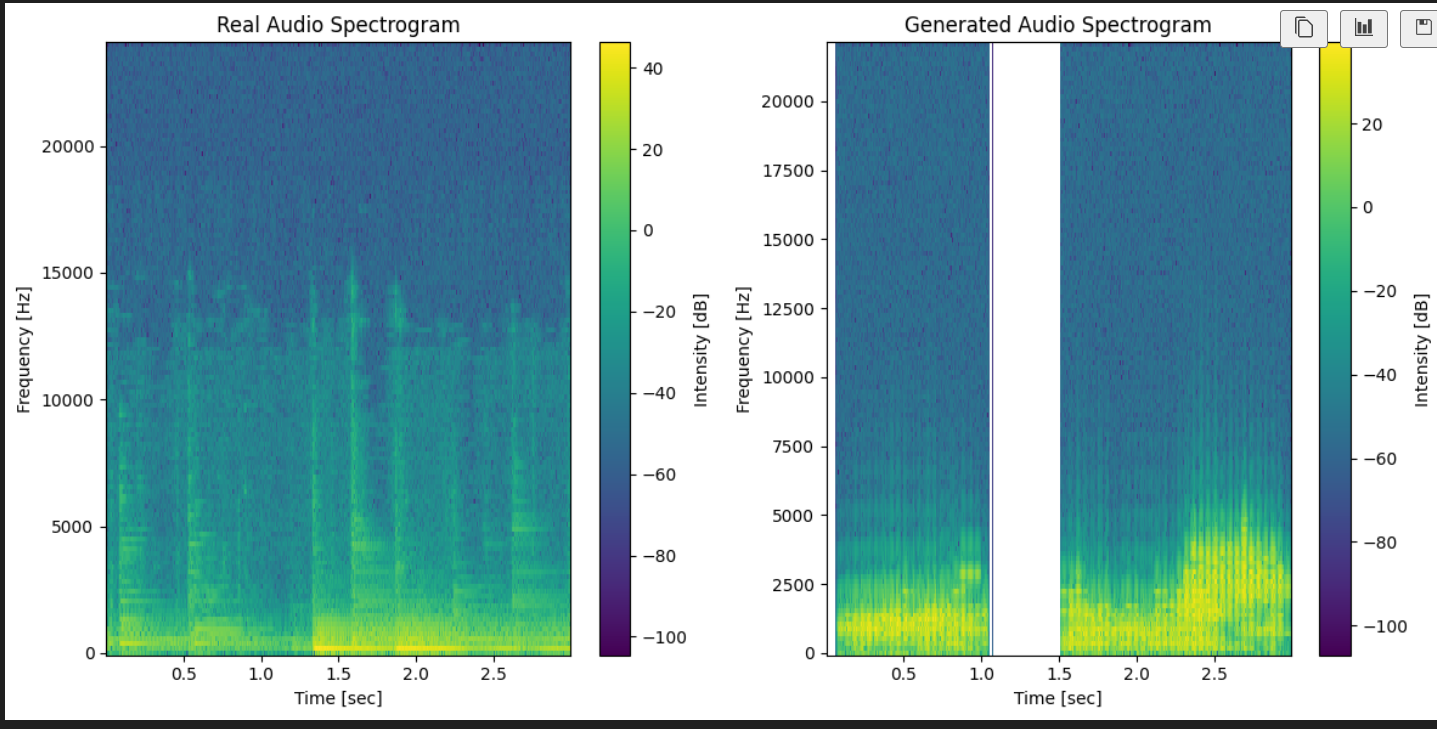 Real Audio Spectrogram
Frequency [Hz]
20000
15000
10000
5000
0
0.5 1.0 1.5 2.0 2.5
Time [sec]
40
20
0
−20
−40
−60
−80
−100
Intensity [dB]
Generated Audio Spectrogram
Frequency [Hz]
20000
17500
15000
12500
10000
7500
5000
2500
0
0.5 1.0 1.5 2.0 2.5
Time [sec]
20
0
−20
−40
−60
−80
−100
Intensity [dB]